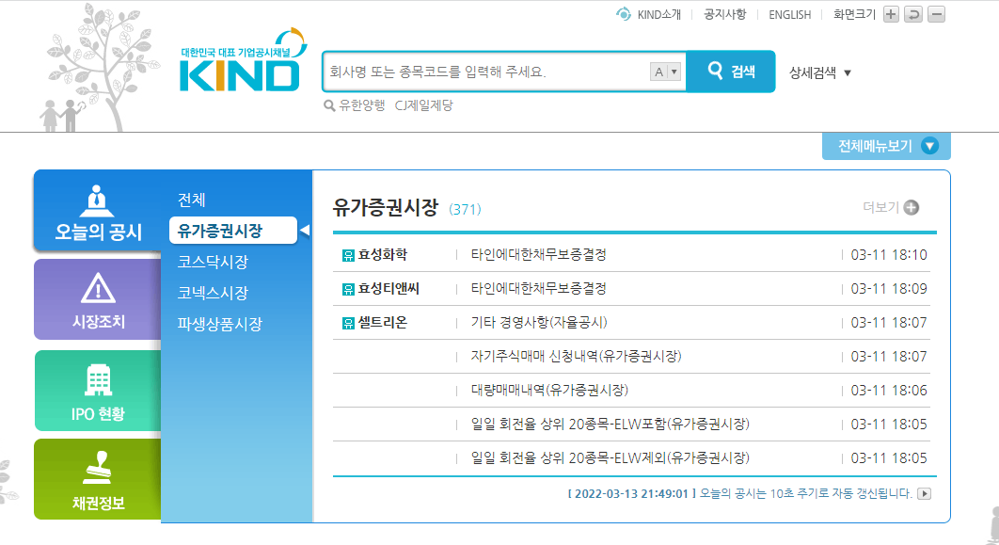 KIND소개 공지사항 ENGLISH 화면크기
대한민국 대표 기업공시채널
KIND
회사명 또는 종목코드를 입력해 주세요. A 검색 상세검색
유한양행 CJ제일제당
전체메뉴보기
오늘의 공시
시장조치
IPO 현황
채권정보
전체
유가증권시장
코스닥시장
코넥스시장
파생상품시장
유가증권시장 (371) 더보기
유 효성화학 타인에대한채무보증결정 03-11 18:10
유 효성티앤씨 타인에대한채무보증결정 03-11 18:09
유 셀트리온 기타 경영사항(자율공시) 03-11 18:07
자기주식매매 신청내역(유가증권시장) 03-11 18:07
대량매매내역(유가증권시장) 03-11 18:06
일일 회전율 상위 20종목-ELW포함(유가증권시장) 03-11 18:05
일일 회전율 상위 20종목-ELW제외(유가증권시장) 03-11 18:05
[ 2022-03-13 21:49:01 ] 오늘의 공시는 10초 주기로 자동 갱신됩니다.